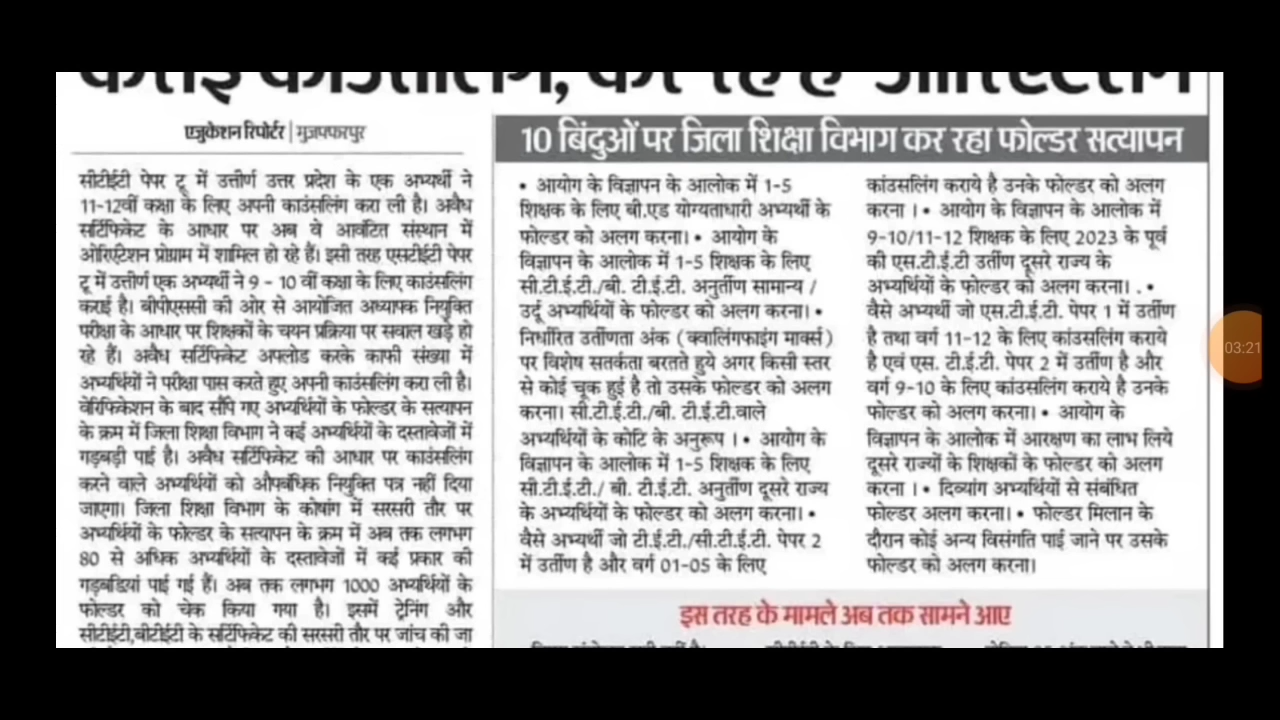 एजुकेशन रिपोर्टर | मुजफ्फरपुर
सीटीईटी पेपर टू में उत्तीर्ण उत्तर प्रदेश के एक अभ्यर्थी ने
11-12वीं कक्षा के लिए अपनी काउंसलिंग करा ली है। अवैध
सर्टिफिकेट के आधार पर अब वे आवंटित संस्थान में
ओरिएंटेशन प्रोग्राम में शामिल हो रहे हैं। इसी तरह एसटीईटी पेपर
टू में उत्तीर्ण एक अभ्यर्थी ने 9 - 10 वीं कक्षा के लिए काउंसलिंग
कराई है। बीपीएससी की ओर से आयोजित अध्यापक नियुक्ति
परीक्षा के आधार पर शिक्षकों के चयन प्रक्रिया पर सवाल खड़े हो
रहे हैं। अवैध सर्टिफिकेट अपलोड करके काफी संख्या में
अभ्यर्थियों ने परीक्षा पास करते हुए अपनी काउंसलिंग करा ली है।
वेरिफिकेशन के बाद सौंपे गए अभ्यर्थियों के फोल्डर के सत्यापन
के क्रम में जिला शिक्षा विभाग ने कई अभ्यर्थियों के दस्तावेजों में
गड़बड़ी पाई है। अवैध सर्टिफिकेट की आधार पर काउंसलिंग
करने वाले अभ्यर्थियों को औपबंधिक नियुक्ति पत्र नहीं दिया
जाएगा। जिला शिक्षा विभाग के कोषांग में सरसरी तौर पर
अभ्यर्थियों के फोल्डर के सत्यापन के क्रम में अब तक लगभग
80 से अधिक अभ्यर्थियों के दस्तावेजों में कई प्रकार की
गड़बडियां पाई गई हैं। अब तक लगभग 1000 अभ्यर्थियों के
फोल्डर को चेक किया गया है। इसमें ट्रेनिंग और
सीटीईटी,बीटीईटी के सर्टिफिकेट की सरसरी तौर पर जांच की जा
10 बिंदुओं पर जिला शिक्षा विभाग कर रहा फोल्डर सत्यापन
• आयोग के विज्ञापन के आलोक में 1-5
शिक्षक के लिए बी.एड योग्यताधारी अभ्यर्थी के
फोल्डर को अलग करना। • आयोग के
विज्ञापन के आलोक में 1-5 शिक्षक के लिए
सी.टी.ई.टी./बी. टी.ई.टी. अनुर्तीण सामान्य /
उर्दू अभ्यर्थियों के फोल्डर को अलग करना। •
निर्धारित उर्तीणता अंक (क्वालिंगफाइंग मार्क्स)
पर विशेष सतर्कता बरतते हुये अगर किसी स्तर
से कोई चूक हुई है तो उसके फोल्डर को अलग
करना। सी.टी.ई.टी./बी. टी.ई.टी.वाले
अभ्यर्थियों के कोटि के अनुरूप । • आयोग के
विज्ञापन के आलोक में 1-5 शिक्षक के लिए
सी.टी.ई.टी./ बी. टी.ई.टी. अनुर्तीण दूसरे राज्य
के अभ्यर्थियों के फोल्डर को अलग करना। •
वैसे अभ्यर्थी जो टी.ई.टी./सी.टी.ई.टी. पेपर 2
में उर्तीण है और वर्ग 01-05 के लिए
कांउसलिंग कराये है उनके फोल्डर को अलग
करना । • आयोग के विज्ञापन के आलोक में
9-10/11-12 शिक्षक के लिए 2023 के पूर्व
की एस.टी.ई.टी उर्तीण दूसरे राज्य के
अभ्यर्थियों के फोल्डर को अलग करना। . •
वैसे अभ्यर्थी जो एस.टी.ई.टी. पेपर 1 में उर्तीण
है तथा वर्ग 11-12 के लिए कांउसलिंग कराये
है एवं एस. टी.ई.टी. पेपर 2 में उर्तीण है और
वर्ग 9-10 के लिए कांउसलिंग कराये है उनके
फोल्डर को अलग करना। • आयोग के
विज्ञापन के आलोक में आरक्षण का लाभ लिये
दूसरे राज्यों के शिक्षकों के फोल्डर को अलग
करना । • दिव्यांग अभ्यर्थियों से संबंधित
फोल्डर अलग करना। • फोल्डर मिलान के
दौरान कोई अन्य विसंगति पाई जाने पर उसके
फोल्डर को अलग करना।
इस तरह के मामले अब तक सामने आए
03:21